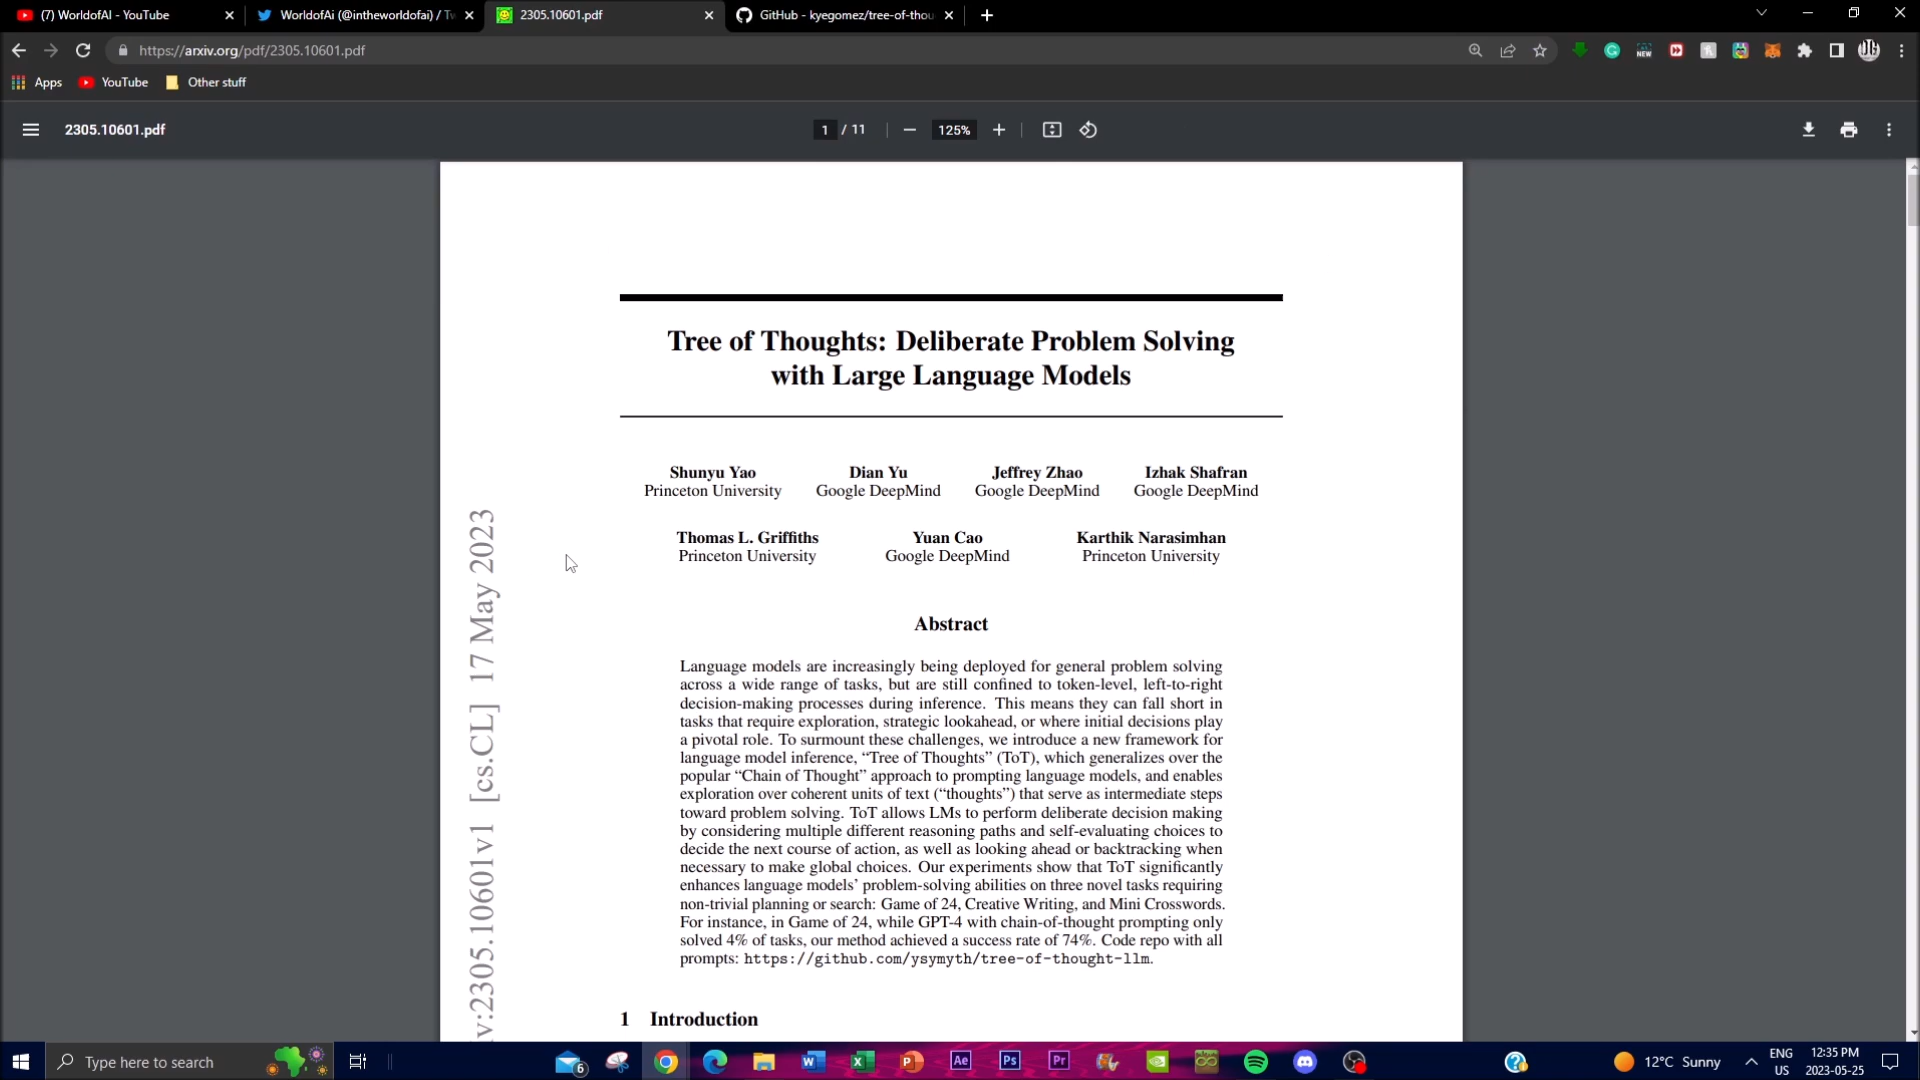 (7) WorldofAI - YouTube
WorldofAi (@intheworldofai) / Tw
2305.10601.pdf
GitHub - kyegomez/tree-of-thou
https://arxiv.org/pdf/2305.10601.pdf
NEW
Apps
YouTube
Other stuff
2305.10601.pdf
1 / 11
125%
Tree of Thoughts: Deliberate Problem Solving
with Large Language Models
Shunyu Yao
Dian Yu
Jeffrey Zhao
Izhak Shafran
Princeton University
Google DeepMind
Google DeepMind
Google DeepMind
Thomas L. Griffiths
Yuan Cao
Karthik Narasimhan
Princeton University
Google DeepMind
Princeton University
v:2305.10601v1 [cs.CL] 17 May 2023
Abstract
Language models are increasingly being deployed for general problem solving
across a wide range of tasks, but are still confined to token-level, left-to-right
decision-making processes during inference. This means they can fall short in
tasks that require exploration, strategic lookahead, or where initial decisions play
a pivotal role. To surmount these challenges, we introduce a new framework for
language model inference, “Tree of Thoughts” (ToT), which generalizes over the
popular “Chain of Thought” approach to prompting language models, and enables
exploration over coherent units of text (“thoughts”) that serve as intermediate steps
toward problem solving. ToT allows LMs to perform deliberate decision making
by considering multiple different reasoning paths and self-evaluating choices to
decide the next course of action, as well as looking ahead or backtracking when
necessary to make global choices. Our experiments show that ToT significantly
enhances language models’ problem-solving abilities on three novel tasks requiring
non-trivial planning or search: Game of 24, Creative Writing, and Mini Crosswords.
For instance, in Game of 24, while GPT-4 with chain-of-thought prompting only
solved 4% of tasks, our method achieved a success rate of 74%. Code repo with all
prompts: https://github.com/ysymyth/tree-of-thought-llm.
1 Introduction
Type here to search
6
Ae
Ps
Pr
12°C Sunny
ENG
US
12:35 PM
2023-05-25